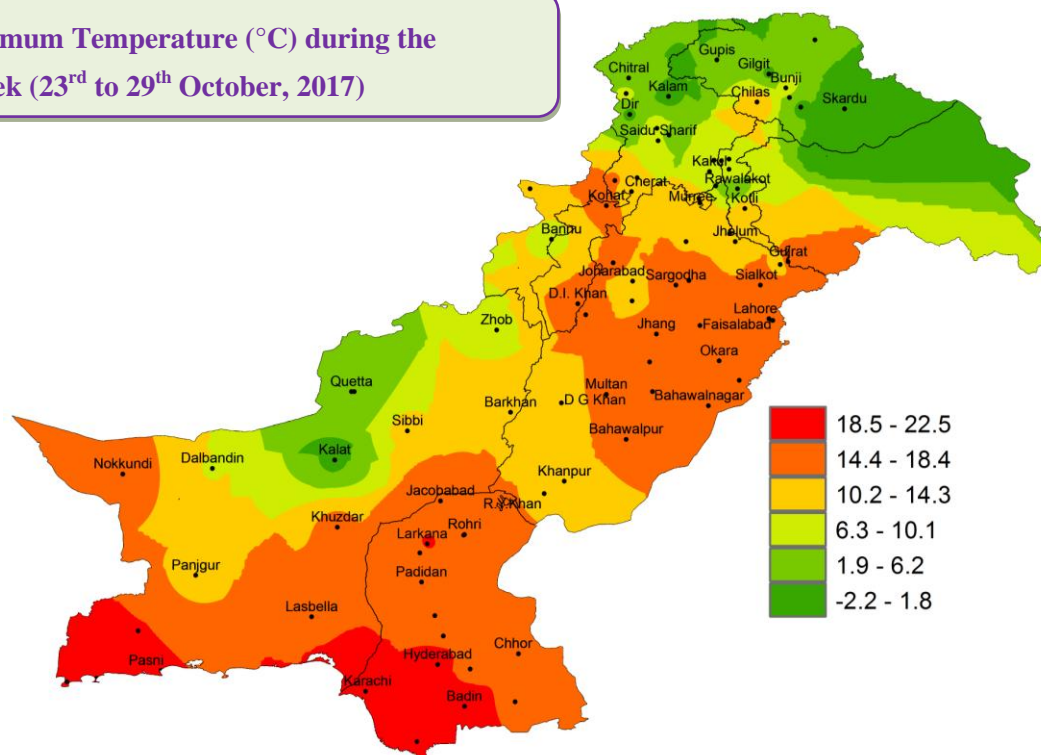 mum Temperature (°C) during the
ek (23rd to 29th October, 2017)
Gupis
Gilgit
Chitral
Bunji
Kalam
Chilas
Skardu
Dir
Saidu Sharif
Kakul
Rawalakot
Cherat
Kohat
Murree
Kotli
Bannu
Jhelum
Gujrat
Joharabad
Sargodha
Sialkot
D.I. Khan
Lahore
Zhob
Jhang
Faisalabad
Okara
Quetta
Multan
Barkhan
D G Khan
Bahawalnagar
Sibbi
18.5 - 22.5
Bahawalpur
Kalat
14.4 - 18.4
Nokkundi
Dalbandin
Khanpur
10.2 - 14.3
Jacobabad
R.Y.Khan
Khuzdar
Rohri
6.3 - 10.1
Larkana
Panjgur
Padidan
1.9 - 6.2
-2.2 - 1.8
Lasbella
Chhor
Pasni
Hyderabad
Karachi
Badin